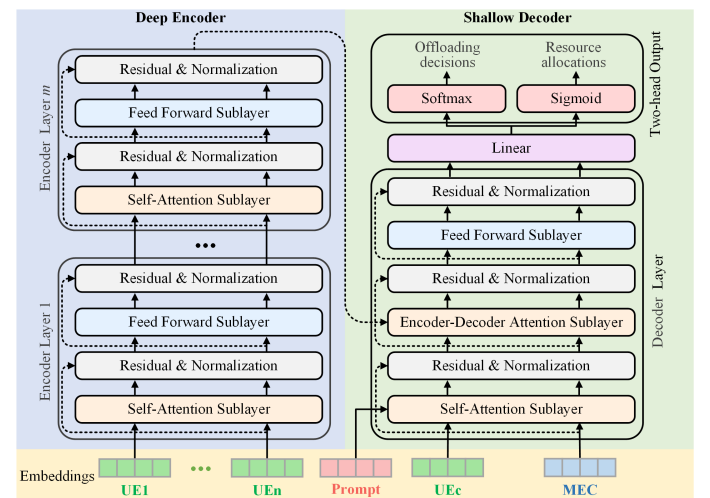 Deep Encoder
Encoder Layer m
Residual & Normalization
Feed Forward Sublayer
Residual & Normalization
Self-Attention Sublayer
•••
Encoder Layer 1
Residual & Normalization
Feed Forward Sublayer
Residual & Normalization
Self-Attention Sublayer
Shallow Decoder
Two-head Output
Offloading
decisions
Resource
allocations
Softmax
Sigmoid
Linear
Decoder Layer
Residual & Normalization
Feed Forward Sublayer
Residual & Normalization
Encoder-Decoder Attention Sublayer
Residual & Normalization
Self-Attention Sublayer
Embeddings
UE1
•••
UEn
Prompt
UEc
MEC